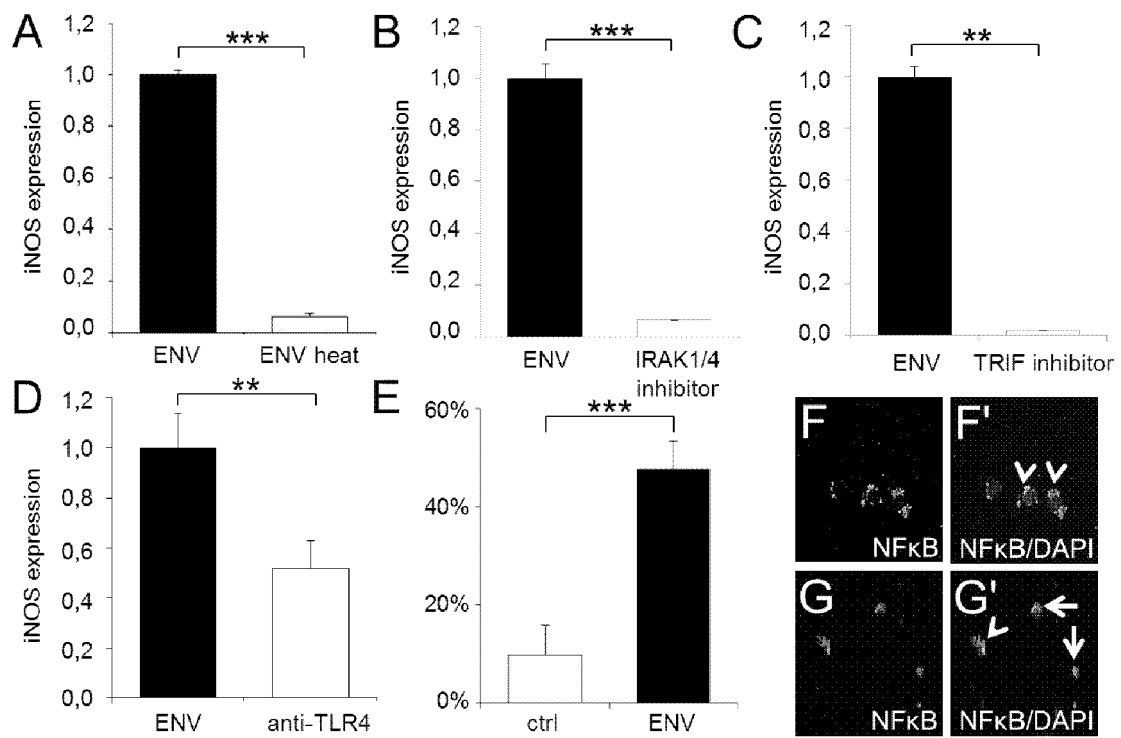 A
iNOS expression
1,2
1,0
0,8
0,6
0,4
0,2
0,0
***
ENV
ENV heat
B
iNOS expression
1,2
1,0
0,8
0,6
0,4
0,2
0,0
***
ENV
IRAK1/4
inhibitor
C
iNOS expression
1,2
1,0
0,8
0,6
0,4
0,2
0,0
**
ENV
TRIF inhibitor
D
iNOS expression
1,2
1,0
0,8
0,6
0,4
0,2
0,0
**
ENV
anti-TLR4
E
60%
40%
20%
0%
***
ctrl
ENV
F
NFκB
F'
NFκB/DAPI
G
NFκB
G'
NFκB/DAPI